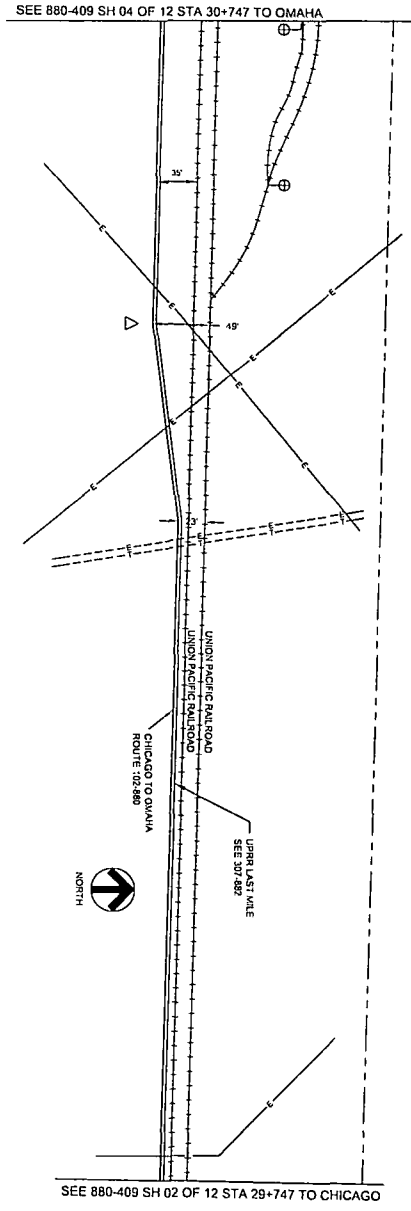 SEE 880-409 SH 04 OF 12 STA 30+747 TO OMAHA
35'
E
E
E
49'
E
E
E
E
E
23'
E
T
E
T
E
T
E
T
UNION PACIFIC RAILROAD
UNION PACIFIC RAILROAD
CHICAGO TO OMAHA
ROUTE 102-880
UPRR LAST MILE
SEE 307-882
NORTH
E
SEE 880-409 SH 02 OF 12 STA 29+747 TO CHICAGO